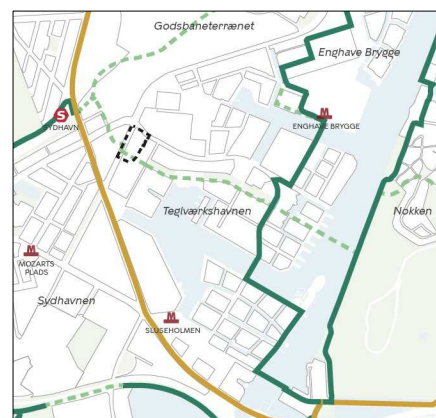 Godsbaneterrænet
Enghave Brygge
S
SYDHAVN
M
ENGHAVE BRYGGE
Teglværkshavnen
Nokken
M
MOZARTS
PLADS
Sydhavnen
M
SLUSEHOLMEN